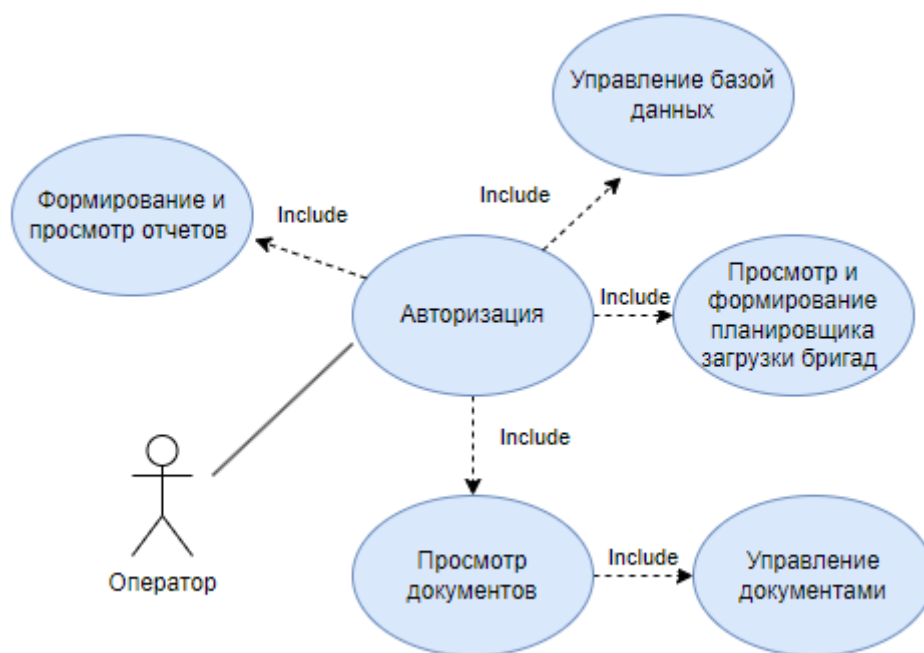 Управление базой
данных
Формирование и
просмотр отчетов
Include
Include
Авторизация
Include
Просмотр и
формирование
планировщика
загрузки бригад
Include
Оператор
Просмотр
документов
Include
Управление
документами